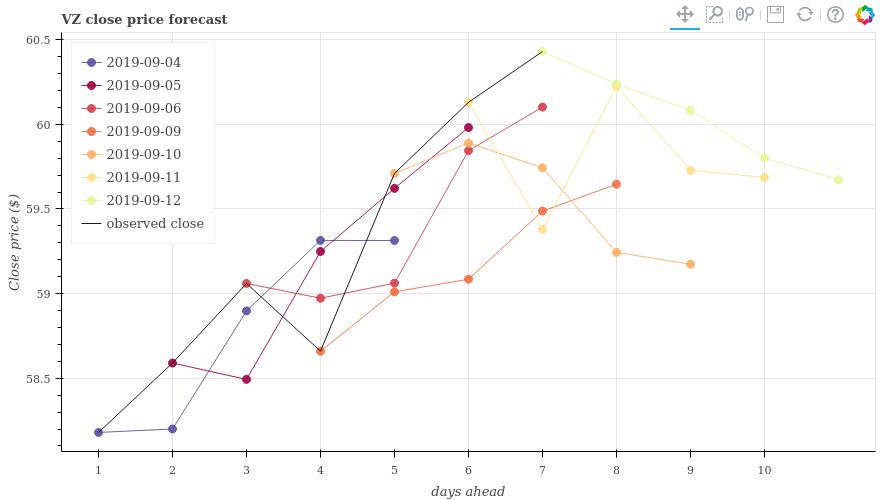 VZ close price forecast
60.5
60
59.5
59
58.5
Close price ($)
2019-09-04
2019-09-05
2019-09-06
2019-09-09
2019-09-10
2019-09-11
2019-09-12
observed close
1 2 3 4 5 6 7 8 9 10
days ahead